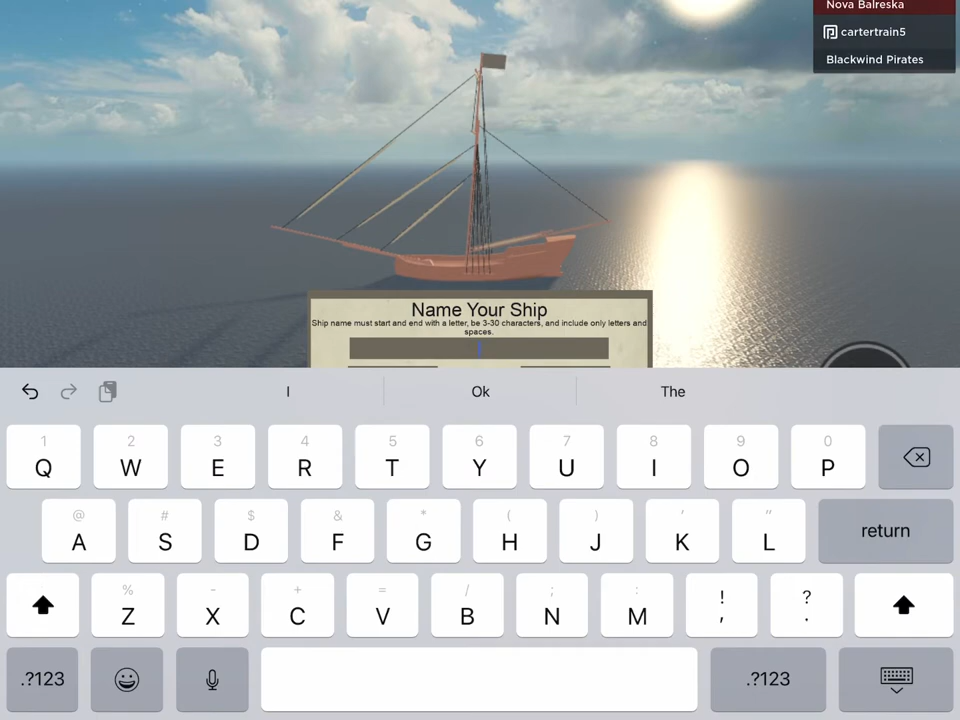 Nova Balreska
cartertrain5
Blackwind Pirates
Name Your Ship
Ship name must start and end with a letter, be 3-30 characters, and include only letters and
spaces.
I Ok The
1 2 3 4 5 6 7 8 9 0
Q W E R T Y U I O P
@ # $ & * ( ) ' "
A S D F G H J K L return
% - + = / ; : ! ?
Z X C V B N M , .
.?123 .?123